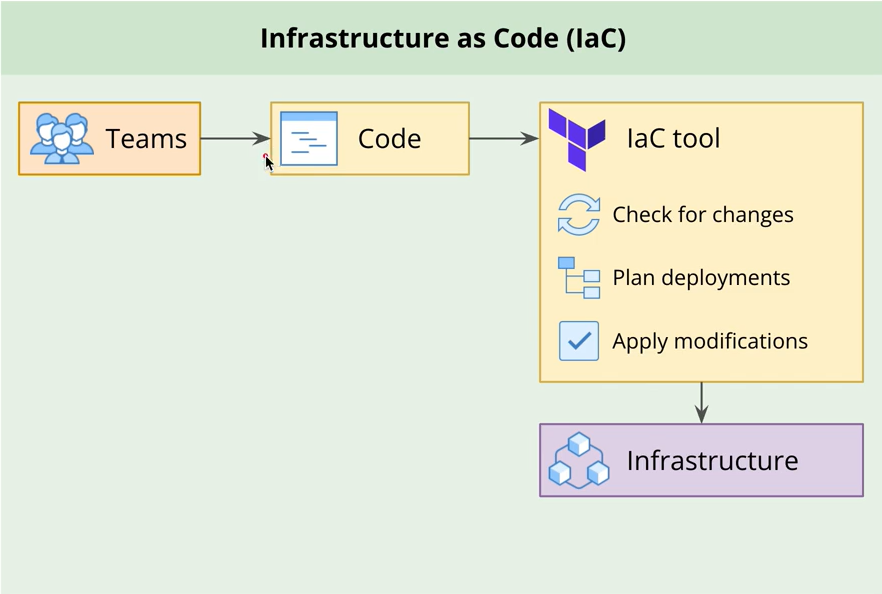 Infrastructure as Code (IaC)
Teams
Code
IaC tool
Check for changes
Plan deployments
Apply modifications
Infrastructure